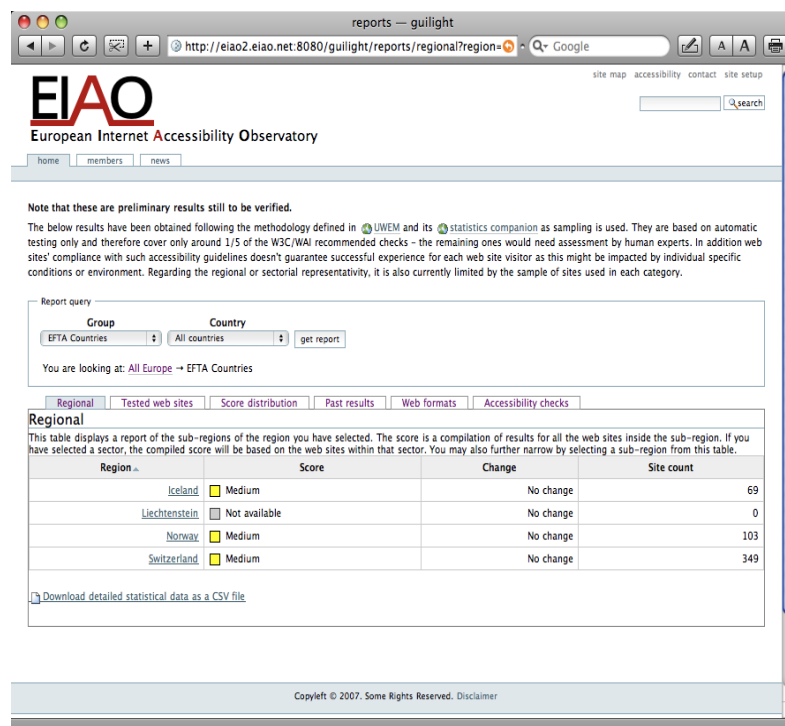 reports — guilight
http://eiao2.eiao.net:8080/guilight/reports/regional?region=
Google
A A
site map accessibility contact site setup
search
EIAO
European Internet Accessibility Observatory
home members news
Note that these are preliminary results still to be verified.
The below results have been obtained following the methodology defined in UWEM and its statistics companion as sampling is used. They are based on automatic
testing only and therefore cover only around 1/5 of the W3C/WAI recommended checks - the remaining ones would need assessment by human experts. In addition web
sites' compliance with such accessibility guidelines doesn't guarantee successful experience for each web site visitor as this might be impacted by individual specific
conditions or environment. Regarding the regional or sectorial representativity, it is also currently limited by the sample of sites used in each category.
Report query
Group Country
EFTA Countries All countries get report
You are looking at: All Europe → EFTA Countries
Regional Tested web sites Score distribution Past results Web formats Accessibility checks
Regional
This table displays a report of the sub-regions of the region you have selected. The score is a compilation of results for all the web sites inside the sub-region. If you
have selected a sector, the compiled score will be based on the web sites within that sector. You may also further narrow by selecting a sub-region from this table.
Region Score Change Site count
Iceland Medium No change 69
Liechtenstein Not available No change 0
Norway Medium No change 103
Switzerland Medium No change 349
Download detailed statistical data as a CSV file
Copyleft © 2007. Some Rights Reserved. Disclaimer